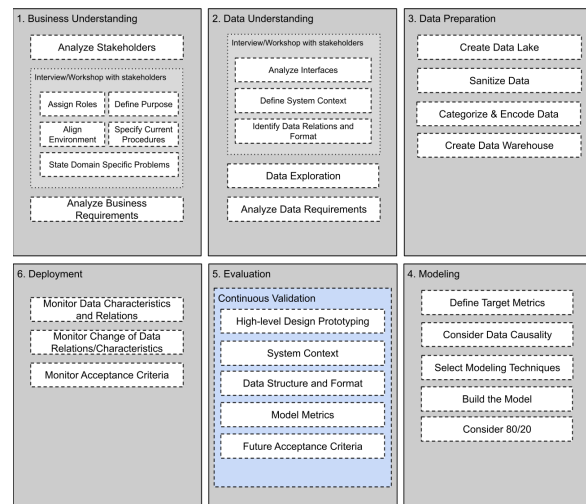 1. Business Understanding
Analyze Stakeholders
Interview/Workshop with stakeholders
Assign Roles
Define Purpose
Align
Environment
Specify Current
Procedures
State Domain Specific Problems
Analyze Business
Requirements
2. Data Understanding
Interview/Workshop with stakeholders
Analyze Interfaces
Define System Context
Identify Data Relations and
Format
Data Exploration
Analyze Data Requirements
3. Data Preparation
Create Data Lake
Sanitize Data
Categorize & Encode Data
Create Data Warehouse
6. Deployment
Monitor Data Characteristics
and Relations
Monitor Change of Data
Relations/Characteristics
Monitor Acceptance Criteria
5. Evaluation
Continuous Validation
High-level Design Prototyping
System Context
Data Structure and Format
Model Metrics
Future Acceptance Criteria
4. Modeling
Define Target Metrics
Consider Data Causality
Select Modeling Techniques
Build the Model
Consider 80/20